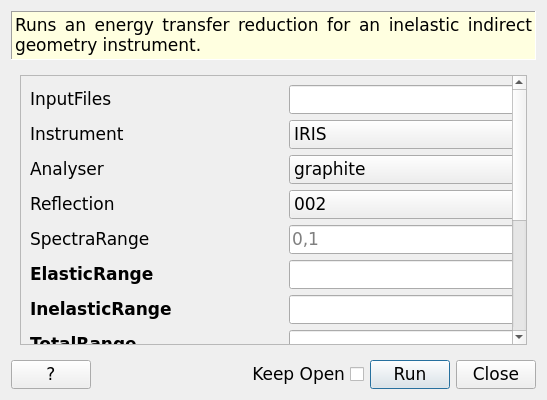 Runs an energy transfer reduction for an inelastic indirect
geometry instrument.
InputFiles
Instrument IRIS
Analyser graphite
Reflection 002
SpectraRange 0,1
ElasticRange
InelasticRange
TotalRange
? Keep Open Run Close